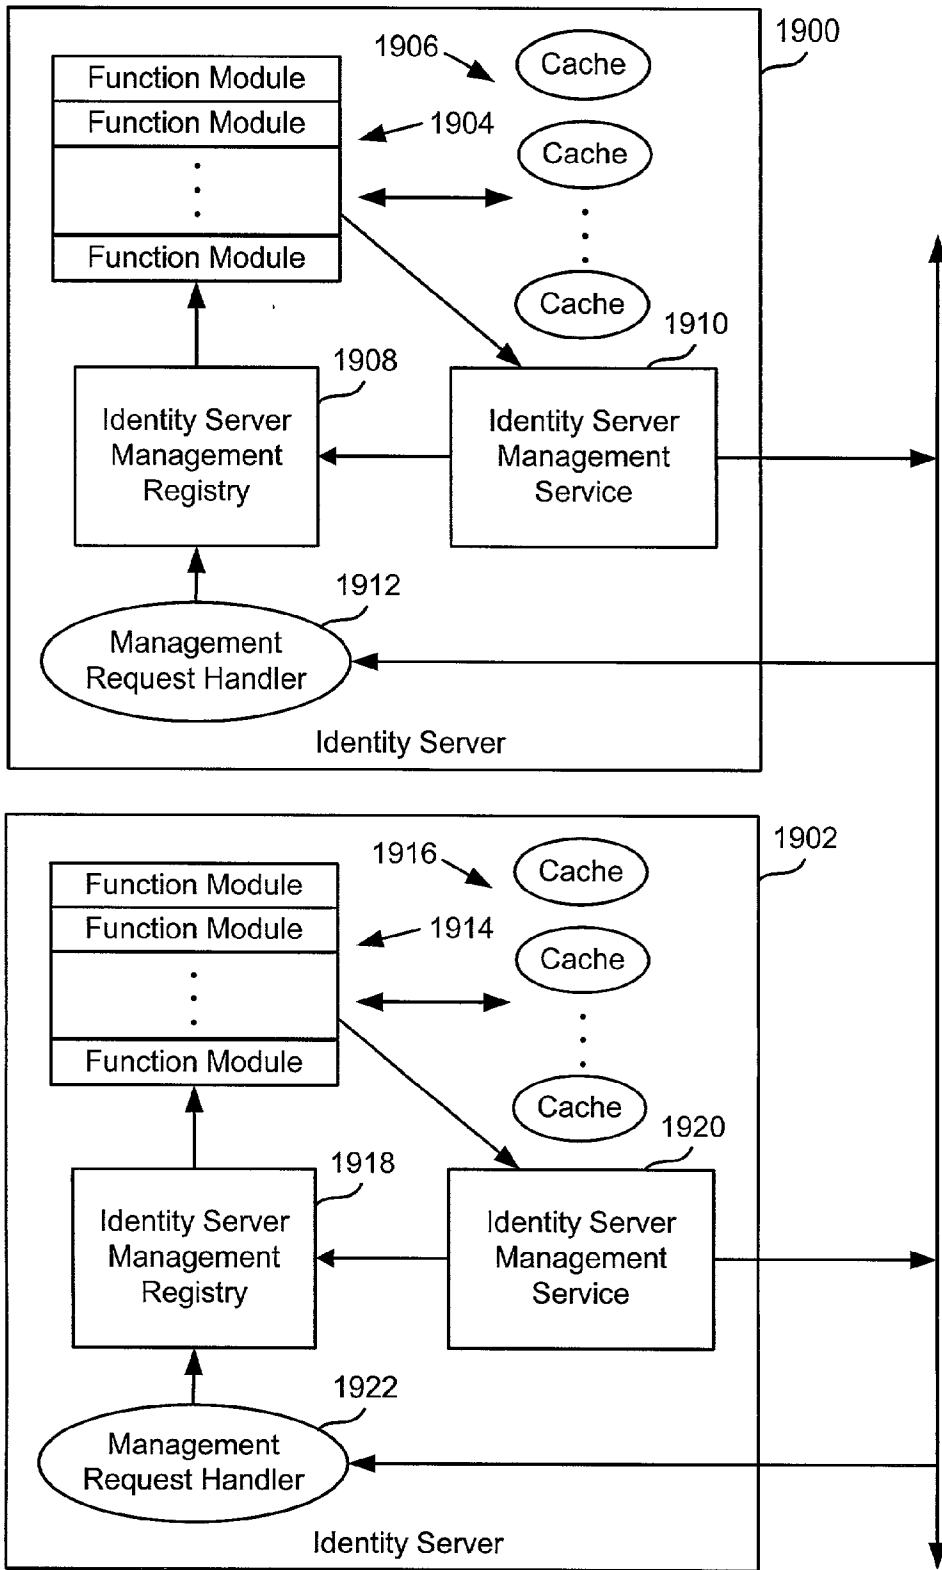 1900
1906
Cache
Function Module
Function Module
1904
Cache
Function Module
Cache
1910
1908
Identity Server
Management
Registry
Identity Server
Management
Service
1912
Management
Request Handler
Identity Server
1902
1916
Cache
Function Module
Function Module
1914
Cache
Function Module
Cache
1920
1918
Identity Server
Management
Registry
Identity Server
Management
Service
1922
Management
Request Handler
Identity Server